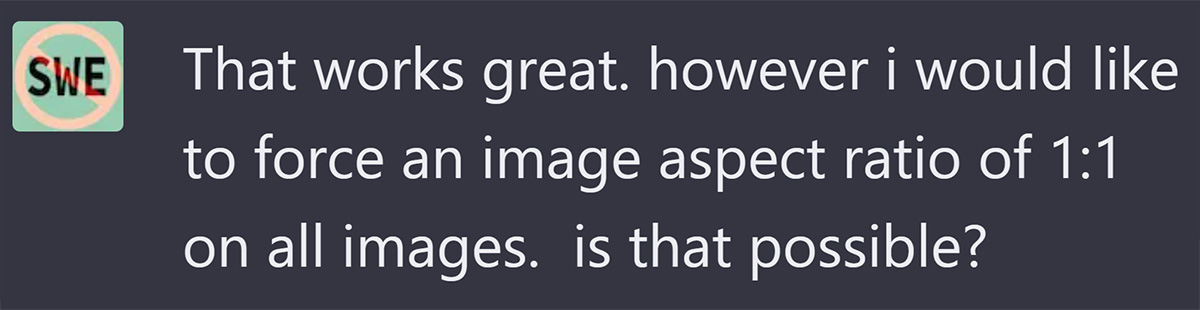 SWE
That works great. however i would like
to force an image aspect ratio of 1:1
on all images.  is that possible?